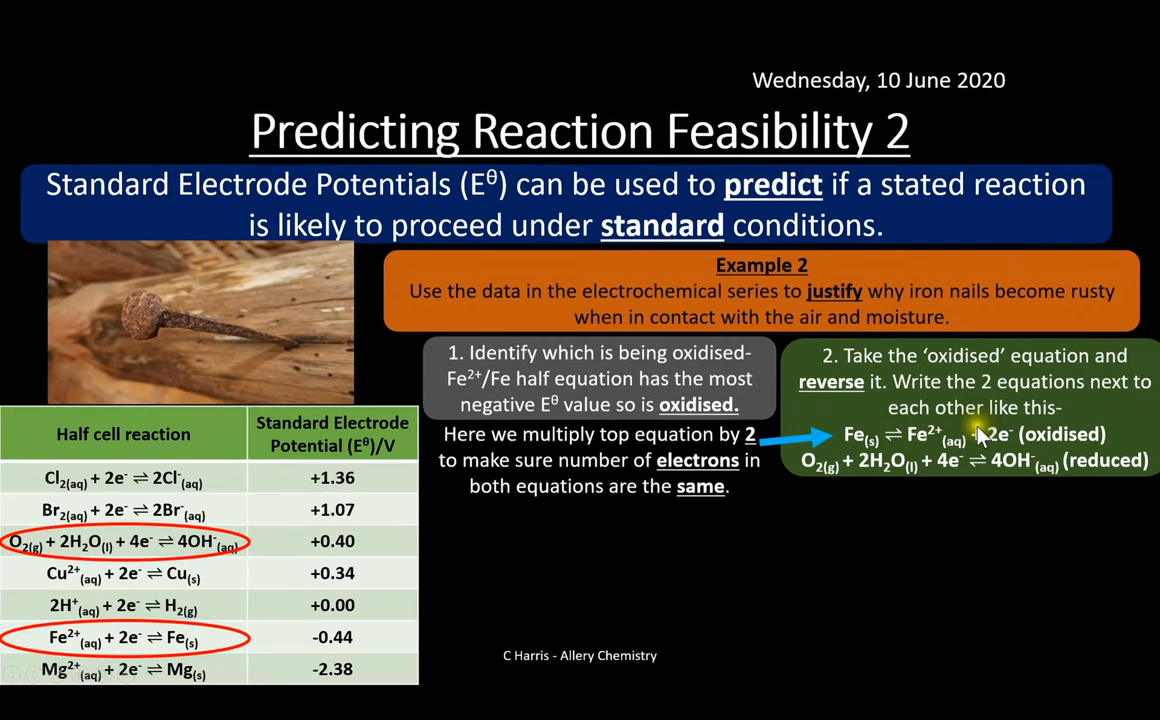 Wednesday, 10 June 2020
Predicting Reaction Feasibility 2
Standard Electrode Potentials (E^θ) can be used to predict if a stated reaction
is likely to proceed under standard conditions.
Example 2
Use the data in the electrochemical series to justify why iron nails become rusty
when in contact with the air and moisture.
1. Identify which is being oxidised-
Fe²⁺/Fe half equation has the most
negative E^θ value so is oxidised.
Here we multiply top equation by 2
to make sure number of electrons in
both equations are the same.
2. Take the ‘oxidised’ equation and
reverse it. Write the 2 equations next to
each other like this-
Fe(s) ⇌ Fe²⁺(aq) + 2e⁻ (oxidised)
O₂(g) + 2H₂O(l) + 4e⁻ ⇌ 4OH⁻(aq) (reduced)
Half cell reaction	Standard Electrode Potential (E^θ)/V
Cl₂(aq) + 2e⁻ ⇌ 2Cl⁻(aq)	+1.36
Br₂(aq) + 2e⁻ ⇌ 2Br⁻(aq)	+1.07
O₂(g) + 2H₂O(l) + 4e⁻ ⇌ 4OH⁻(aq)	+0.40
Cu²⁺(aq) + 2e⁻ ⇌ Cu(s)	+0.34
2H⁺(aq) + 2e⁻ ⇌ H₂(g)	+0.00
Fe²⁺(aq) + 2e⁻ ⇌ Fe(s)	-0.44
Mg²⁺(aq) + 2e⁻ ⇌ Mg(s)	-2.38
C Harris - Allery Chemistry